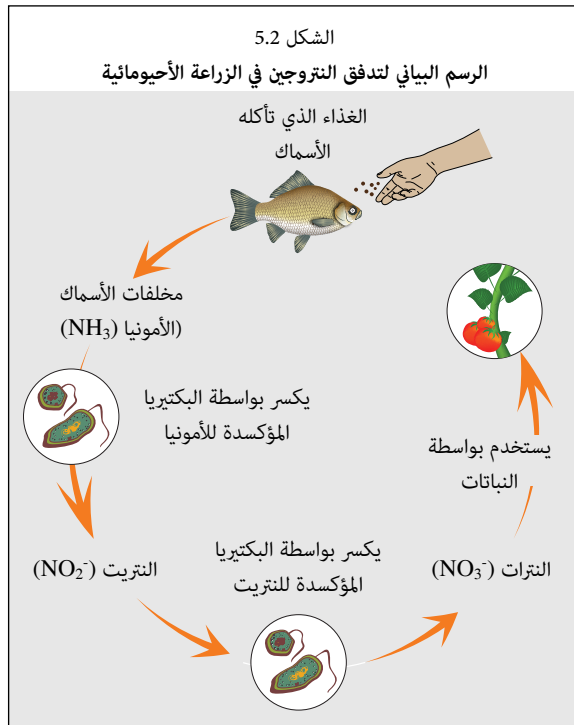 الشكل 5.2
الرسم البياني لتدفق النتروجين في الزراعة الأحيومائية
الغذاء الذي تأكله
الأسماك
مخلفات الأسماك
(الأمونيا (NH₃)
يكسر بواسطة البكتيريا
المؤكسدة للأمونيا
النتريت (NO₂⁻)
يكسر بواسطة البكتيريا
المؤكسدة للنتريت
النترات (NO₃⁻)
يستخدم بواسطة
النباتات